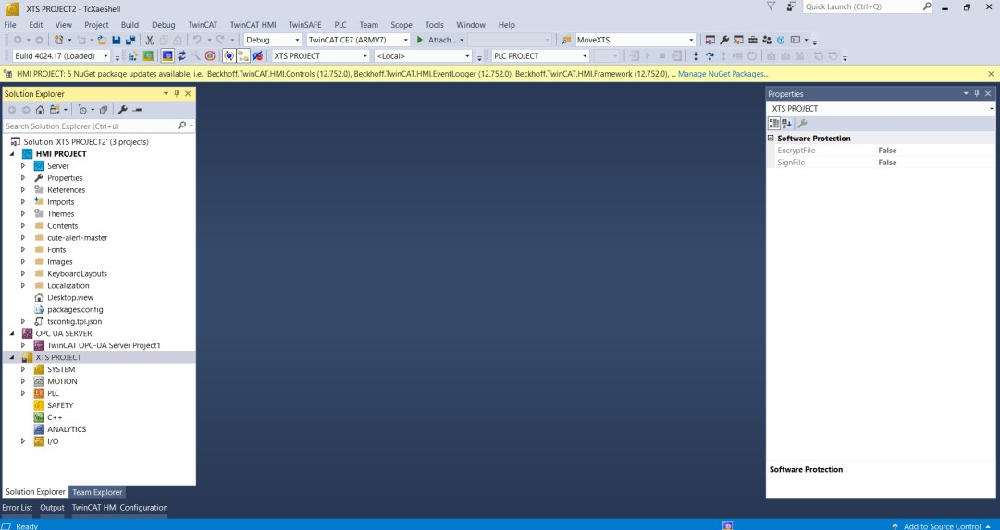 XTS PROJECT2 - TcXaeShell
Quick Launch (Ctrl+Q)
File Edit View Project Build Debug TwinCAT TwinCAT HMI TwinSAFE PLC Team Scope Tools Window Help
Debug TwinCAT CE7 (ARMV7) Attach... MoveXTS
Build 4024.17 (Loaded) XTS PROJECT <Local> PLC PROJECT
HMI PROJECT: 5 NuGet package updates available, i.e. Beckhoff.TwinCAT.HMI.Controls (12.752.0), Beckhoff.TwinCAT.HMI.EventLogger (12.752.0), Beckhoff.TwinCAT.HMI.Framework (12.752.0), ... Manage NuGet Packages...
Solution Explorer
Search Solution Explorer (Ctrl+ü)
Solution 'XTS PROJECT2' (3 projects)
HMI PROJECT
Server
Properties
References
Imports
Themes
Contents
cute-alert-master
Fonts
Images
KeyboardLayouts
Localization
Desktop.view
packages.config
tsconfig.tpl.json
OPC UA SERVER
TwinCAT OPC-UA Server Project1
XTS PROJECT
SYSTEM
MOTION
PLC
SAFETY
C++
ANALYTICS
I/O
Solution Explorer Team Explorer
Properties
XTS PROJECT
Software Protection
EncryptFile False
SignFile False
Software Protection
Error List Output TwinCAT HMI Configuration
Ready
Add to Source Control